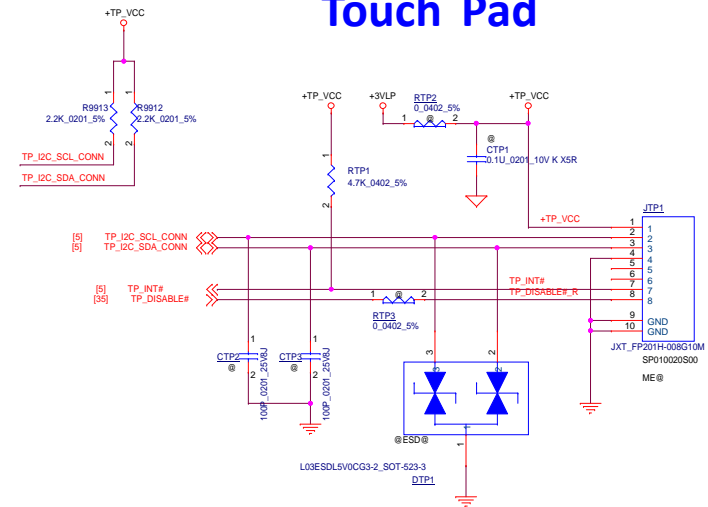 Touch Pad
+TP_VCC
1
1
R9913
R9912
2.2K_0201_5%
2.2K_0201_5%
2
2
TP_I2C_SCL_CONN
TP_I2C_SDA_CONN
+TP_VCC
+3VLP
RTP2
0_0402_5%
1
@
2
+TP_VCC
@
CTP1
0.1U_0201_10V K X5R
1
RTP1
4.7K_0402_5%
2
[5] TP_I2C_SCL_CONN
[5] TP_I2C_SDA_CONN
[5] TP_INT#
[35] TP_DISABLE#
1
@
2
RTP3
0_0402_5%
+TP_VCC
TP_INT#
TP_DISABLE#_R
JTP1
1 1
2 2
3 3
4 4
5 5
6 6
7 7
8 8
9 GND
10 GND
JXT_FP201H-008G10M
SP010020S00
ME@
1
CTP2
@
2
100P_0201_25V8J
1
CTP3
@
2
100P_0201_25V8J
3
2
3
2
1
@ESD@
1
L03ESDL5V0CG3-2_SOT-523-3
DTP1